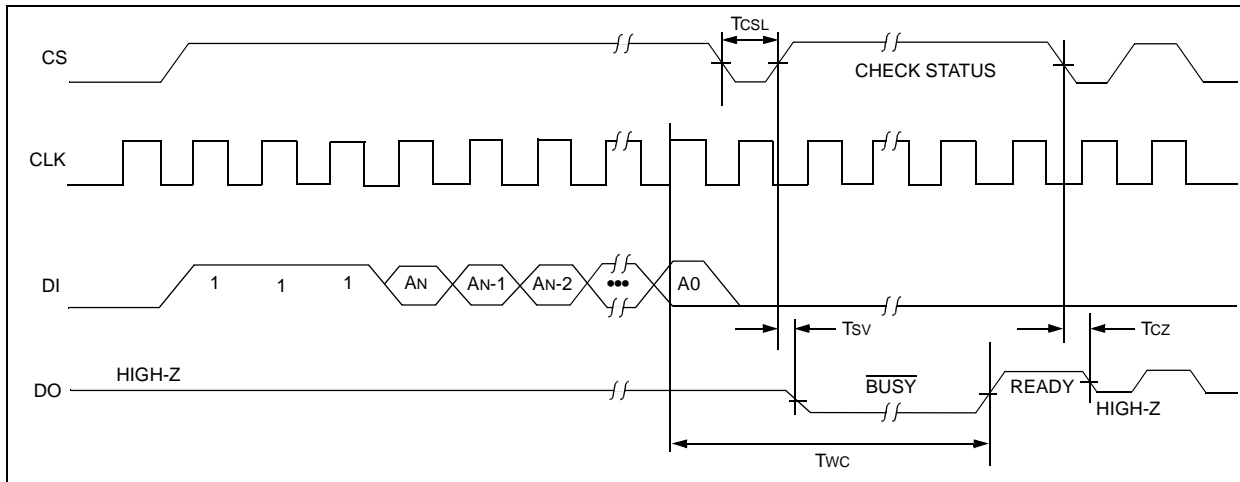 TCSL
CS
CHECK STATUS
CLK
DI
1 1 1 AN AN-1 AN-2 ••• A0
TSV
TCZ
DO
HIGH-Z
BUSY
READY
HIGH-Z
TWC